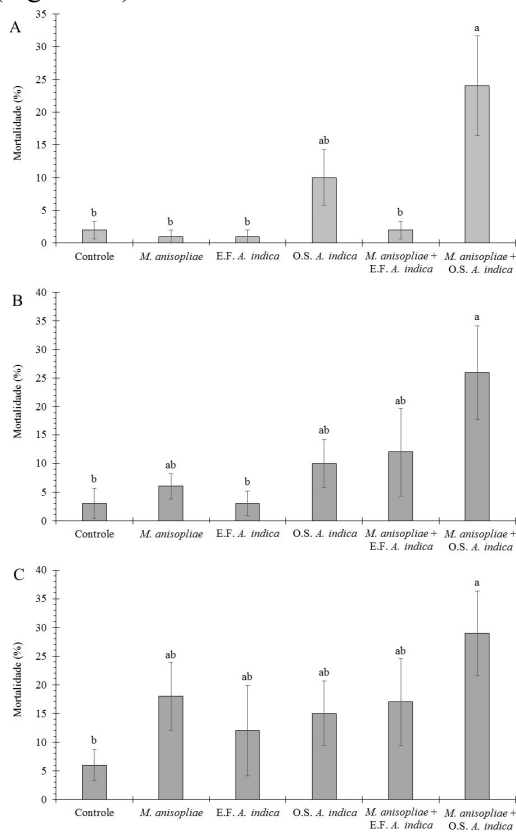 A
35
30
25
20
15
10
5
0
Mortalidade (%)
b
b
b
ab
b
a
Controle
M. anisopliae
E.F. A. indica
O.S. A. indica
M. anisopliae +
E.F. A. indica
M. anisopliae +
O.S. A. indica
B
40
35
30
25
20
15
10
5
0
Mortalidade (%)
b
ab
b
ab
ab
a
Controle
M. anisopliae
E.F. A. indica
O.S. A. indica
M. anisopliae +
E.F. A. indica
M. anisopliae +
O.S. A. indica
C
40
35
30
25
20
15
10
5
0
Mortalidade (%)
b
ab
ab
ab
ab
a
Controle
M. anisopliae
E.F. A. indica
O.S. A. indica
M. anisopliae +
E.F. A. indica
M. anisopliae +
O.S. A. indica